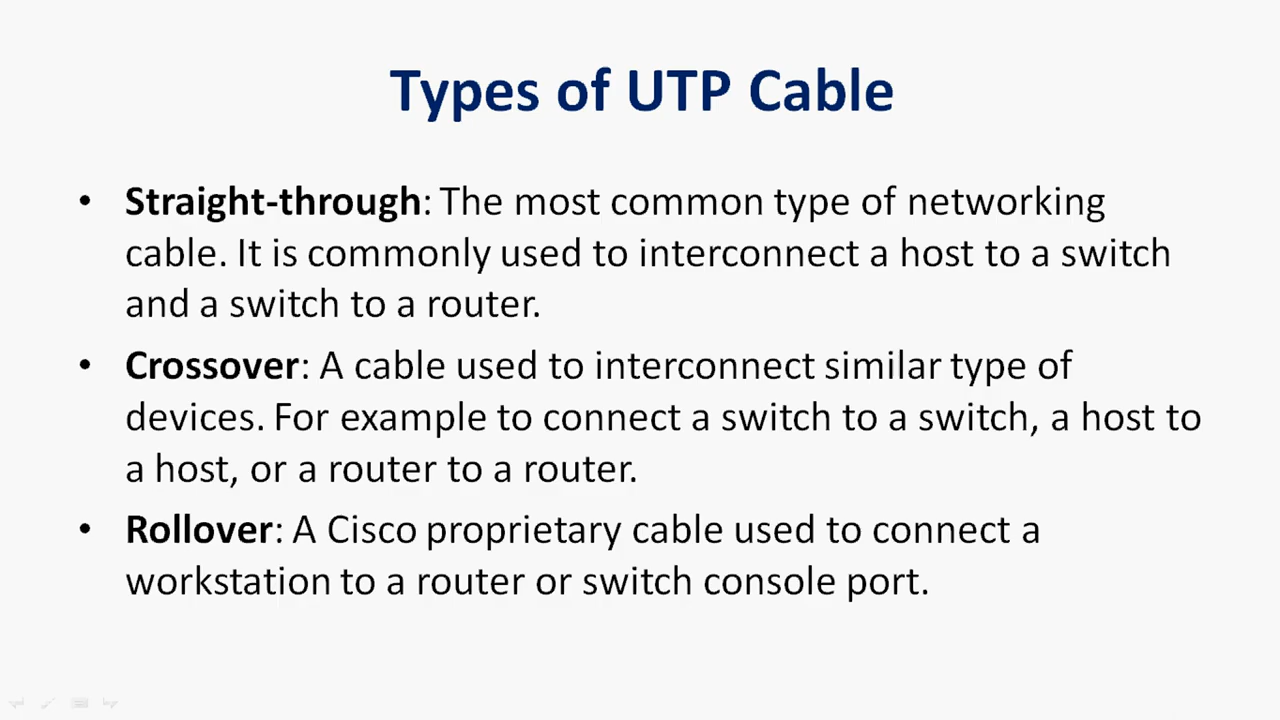 Types of UTP Cable
• Straight-through: The most common type of networking
cable. It is commonly used to interconnect a host to a switch
and a switch to a router.
• Crossover: A cable used to interconnect similar type of
devices. For example to connect a switch to a switch, a host to
a host, or a router to a router.
• Rollover: A Cisco proprietary cable used to connect a
workstation to a router or switch console port.